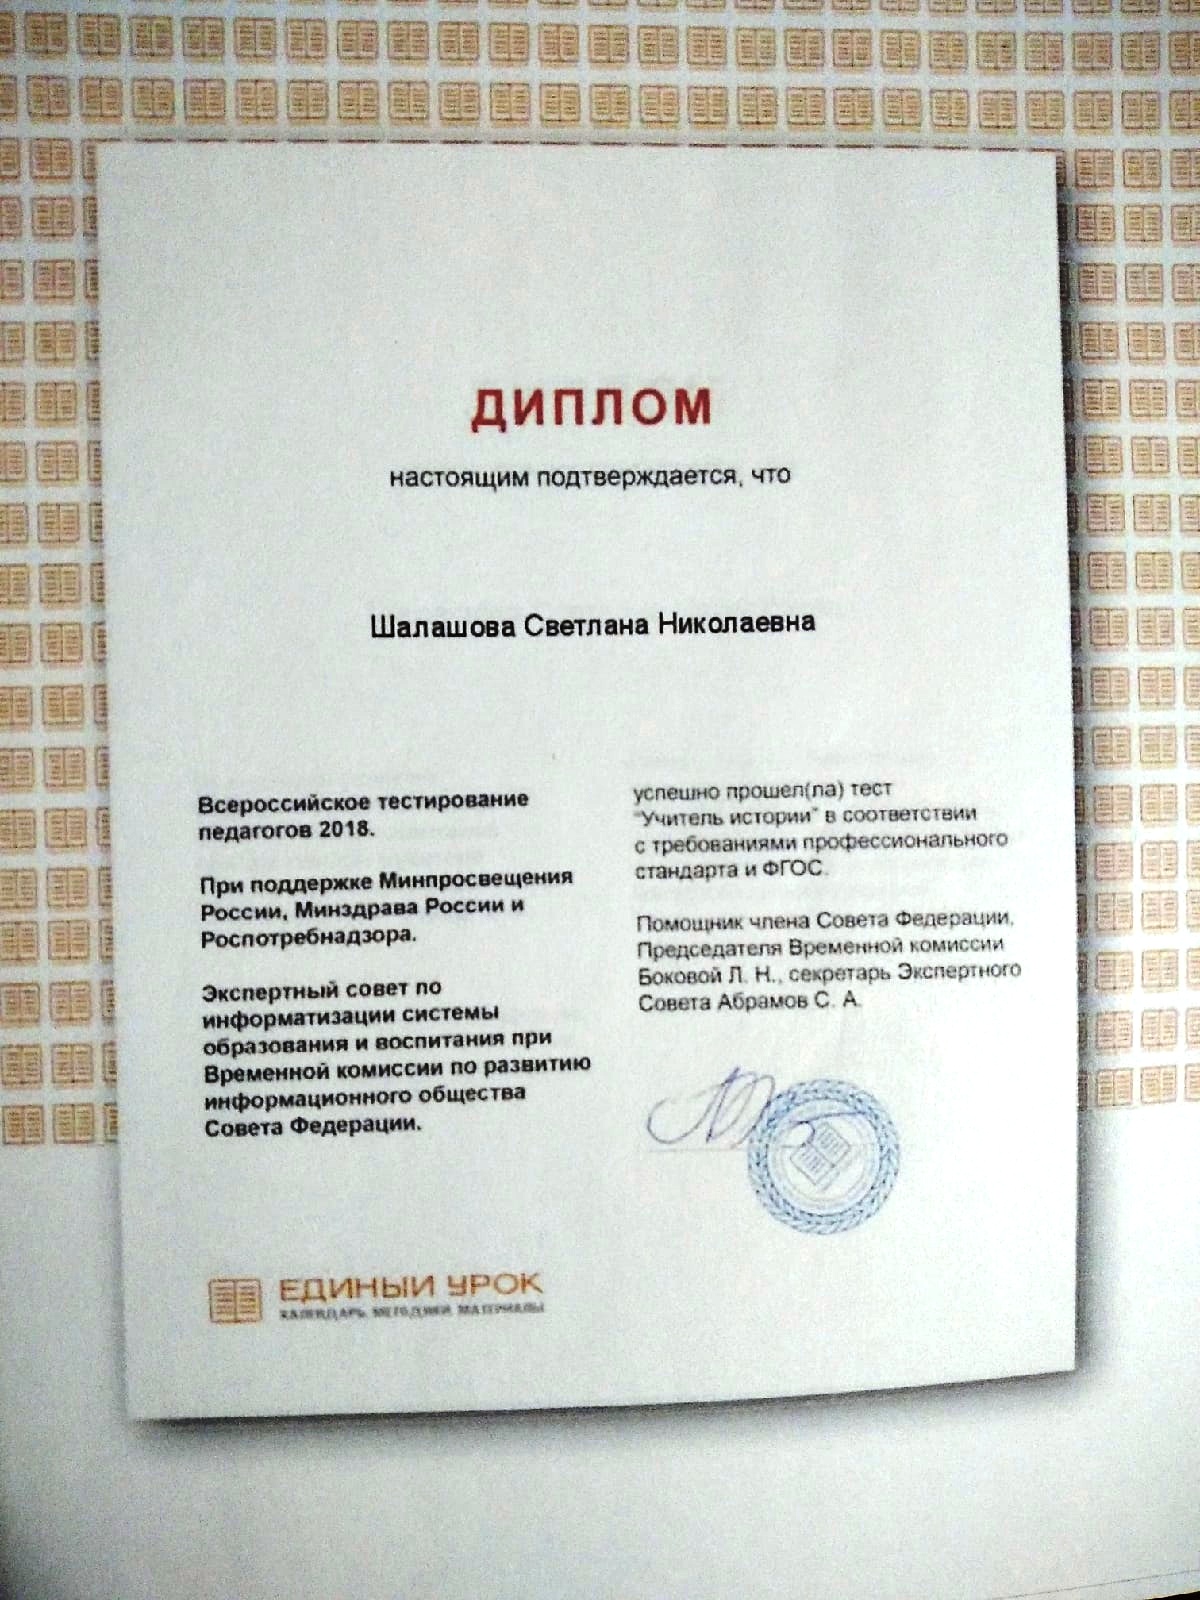 ДИПЛОМ
настоящим подтверждается, что
Шалашова Светлана Николаевна
Всероссийское тестирование
педагогов 2018.
При поддержке Минпросвещения
России, Минздрава России и
Роспотребнадзора.
Экспертный совет по
информатизации системы
образования и воспитания при
Временной комиссии по развитию
информационного общества
Совета Федерации.
успешно прошел(ла) тест
"Учитель истории" в соответствии
с требованиями профессионального
стандарта и ФГОС.
Помощник члена Совета Федерации,
Председателя Временной комиссии
Боковой Л. Н., секретарь Экспертного
Совета Абрамов С. А.
ЕДИНЫЙ УРОК
КАЛЕНДАРЬ МЕТОДИКИ МАТЕРИАЛЫ